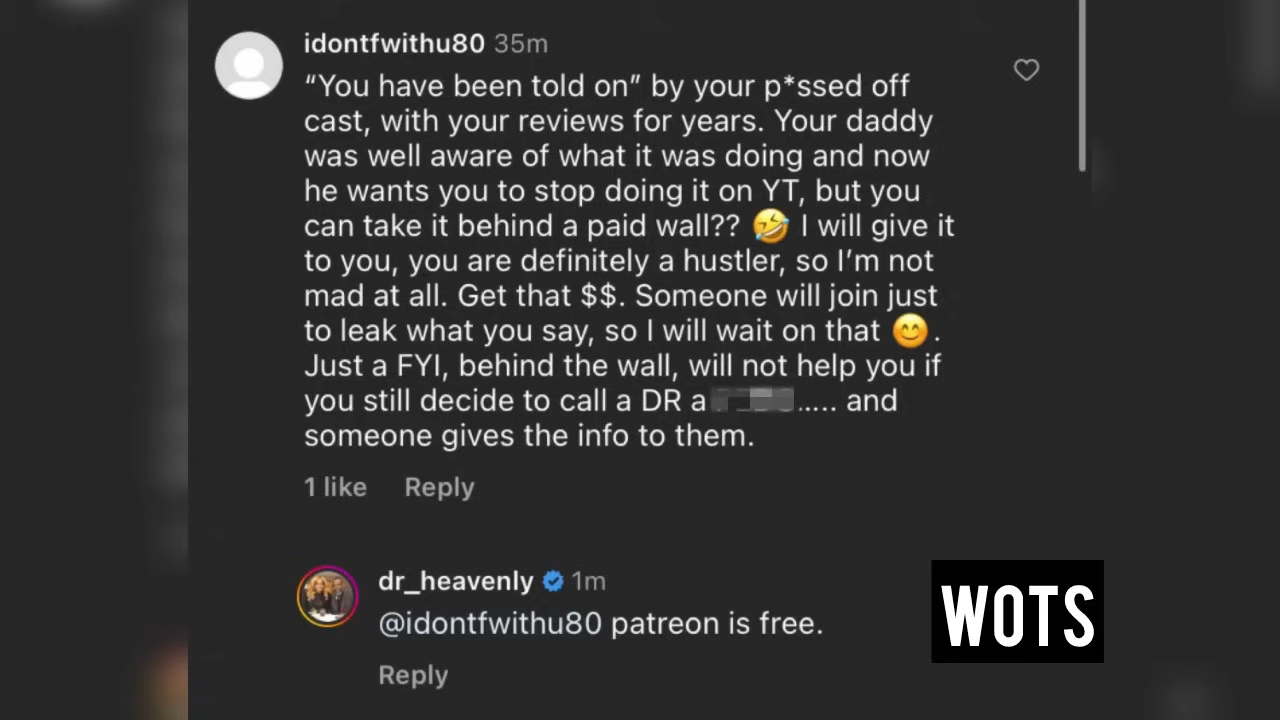 idontfwithu80 35m
“You have been told on” by your p*ssed off
cast, with your reviews for years. Your daddy
was well aware of what it was doing and now
he wants you to stop doing it on YT, but you
can take it behind a paid wall?? 🤣 I will give it
to you, you are definitely a hustler, so I’m not
mad at all. Get that $$. Someone will join just
to leak what you say, so I will wait on that 😊.
Just a FYI, behind the wall, will not help you if
you still decide to call a DR a ..... and
someone gives the info to them.
1 like Reply
dr_heavenly 1m
@idontfwithu80 patreon is free.
Reply
WOTS